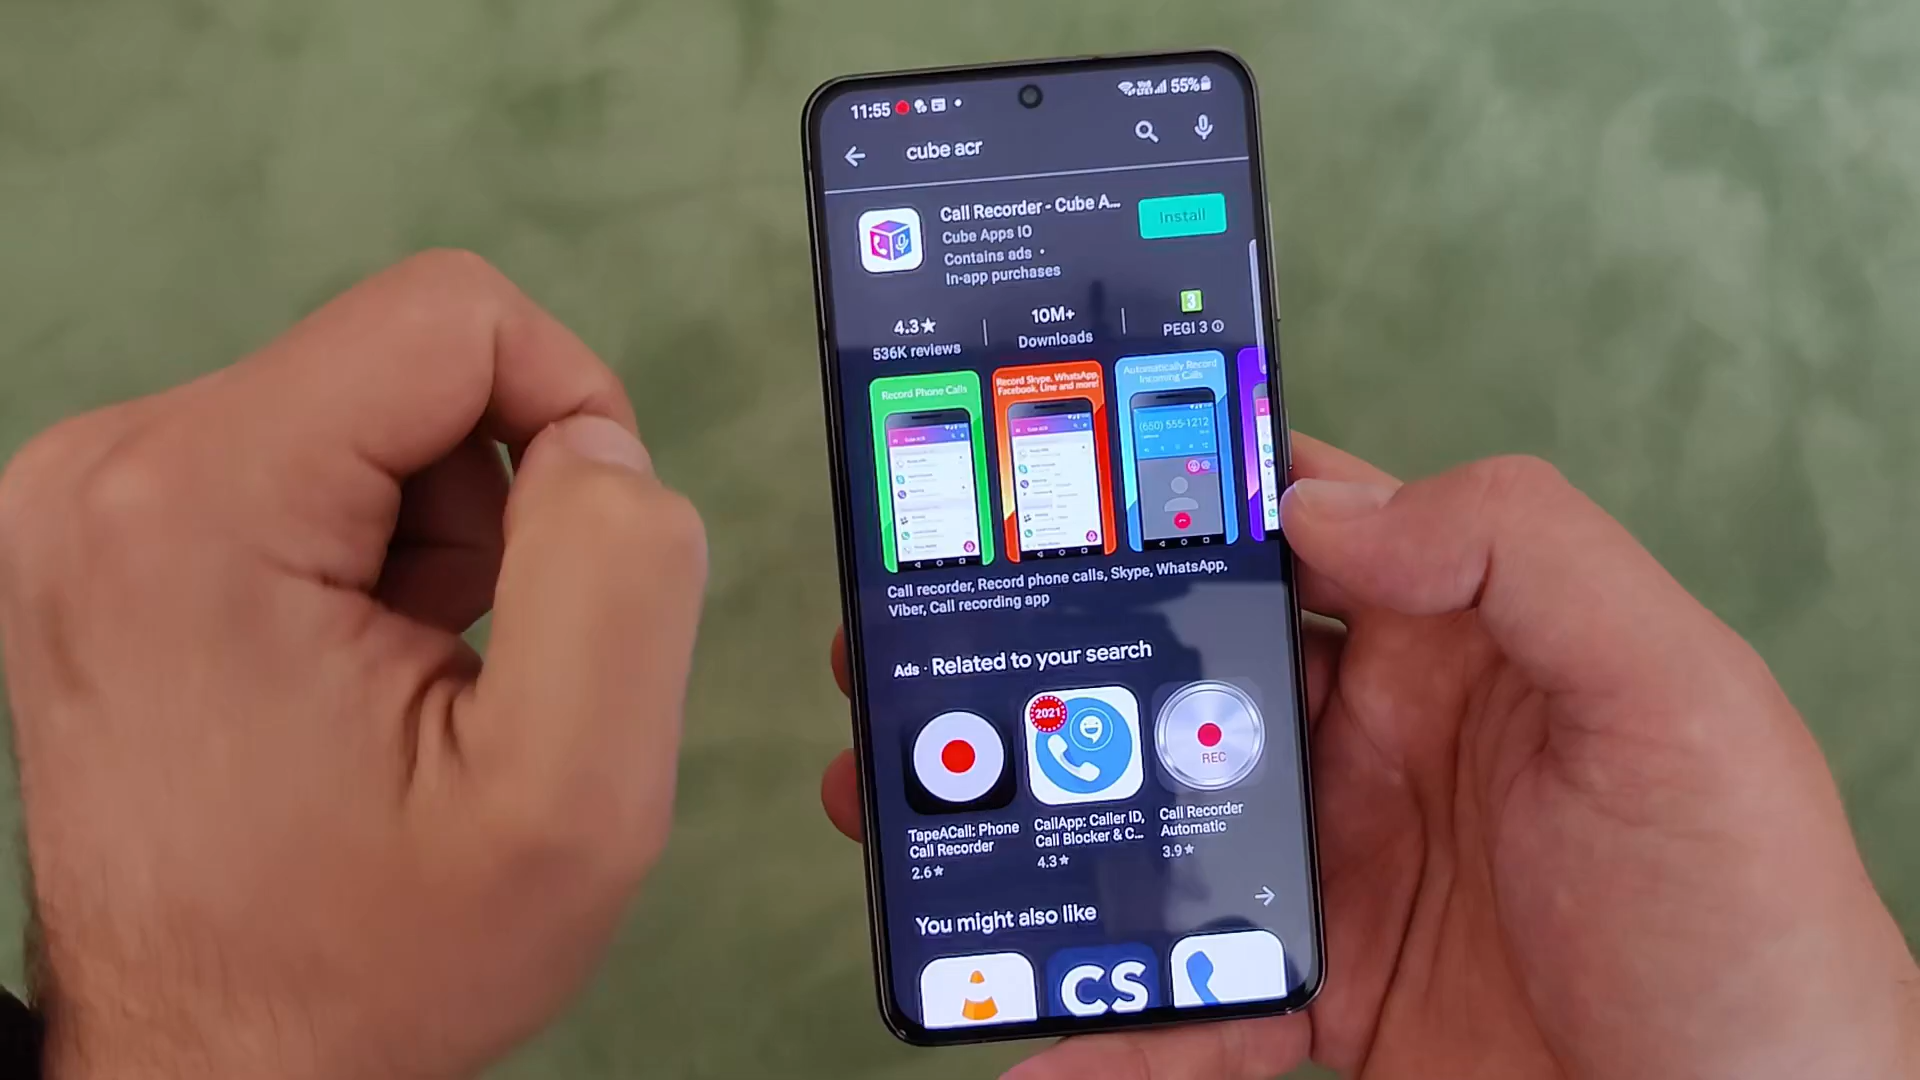 11:55
55%
cube acr
Call Recorder - Cube A...
Install
Cube Apps IO
Contains ads •
In-app purchases
4.3★
536K reviews
10M+
Downloads
3
PEGI 3
Record Phone Calls
Record Skype, WhatsApp,
Facebook, Line and more!
Automatically Record
Incoming Calls
(650) 555-1212
Call recorder, Record phone calls, Skype, WhatsApp,
Viber, Call recording app
Ads · Related to your search
2021
REC
TapeACall: Phone
Call Recorder
2.6★
CallApp: Caller ID,
Call Blocker & C...
4.3★
Call Recorder
Automatic
3.9★
You might also like
CS